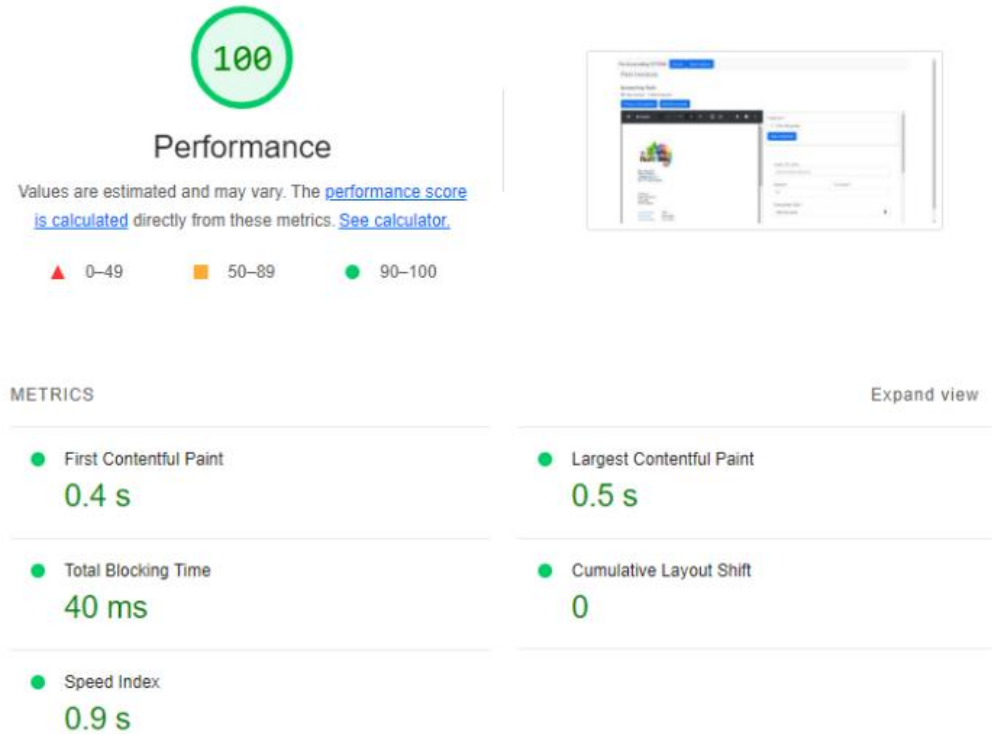 100
Performance
Values are estimated and may vary. The performance score
is calculated directly from these metrics. See calculator.
0–49
50–89
90–100
METRICS
Expand view
First Contentful Paint
0.4 s
Largest Contentful Paint
0.5 s
Total Blocking Time
40 ms
Cumulative Layout Shift
0
Speed Index
0.9 s